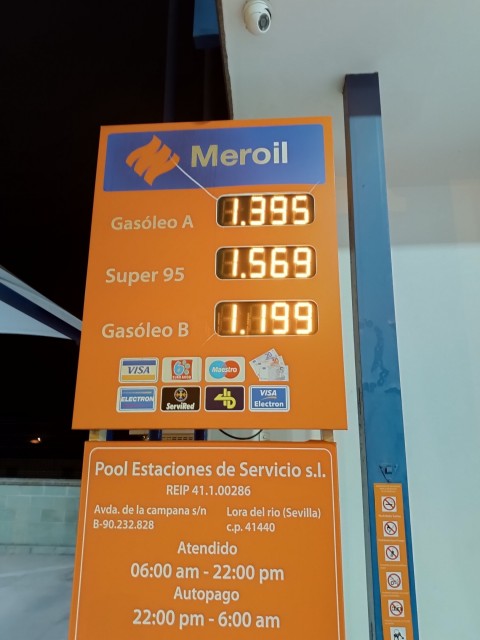 Meroil
Gasóleo A 1.395
Super 95 1.569
Gasóleo B 1.199
VISA Maestro
ELECTRON ServiRed VISA Electron
Pool Estaciones de Servicio s.l.
REIP 41.1.00286
Avda. de la campana s/n Lora del rio (Sevilla)
B-90.232.828 c.p. 41440
Atendido
06:00 am - 22:00 pm
Autopago
22:00 pm - 6:00 am